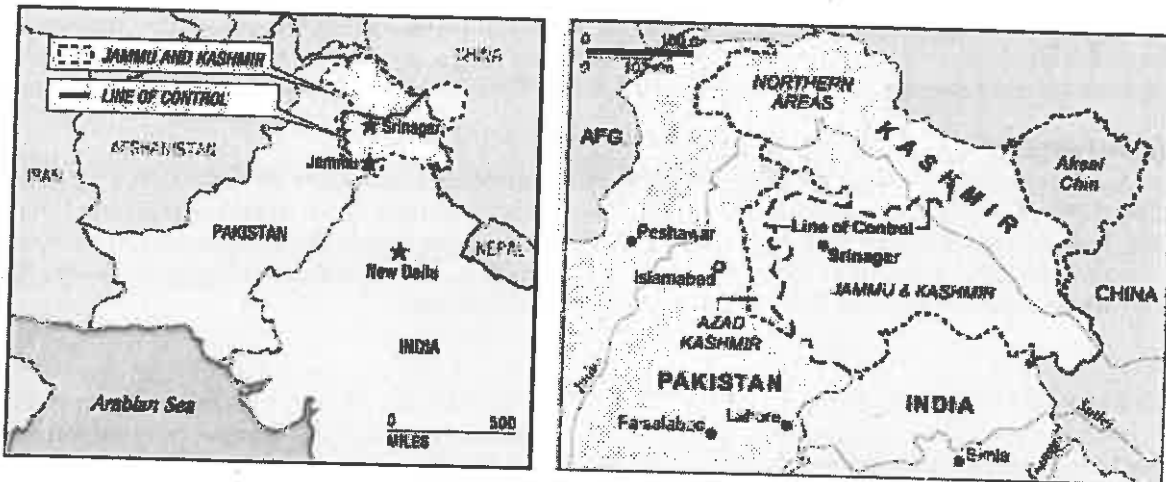 JAMMU AND KASHMIR
LINE OF CONTROL
CHINA
AFGHANISTAN
IRAN
Srinagar
Jammu
PAKISTAN
NEPAL
New Delhi
INDIA
Arabian Sea
0 500
MILES
0
0
NORTHERN
AREAS
AFG.
KASHMIR
Aksai
Chin
Peshawar
Line of Control
Srinagar
Islamabad
JAMMU & KASHMIR
CHINA
AZAD
KASHMIR
PAKISTAN
INDIA
Lahore
Simla